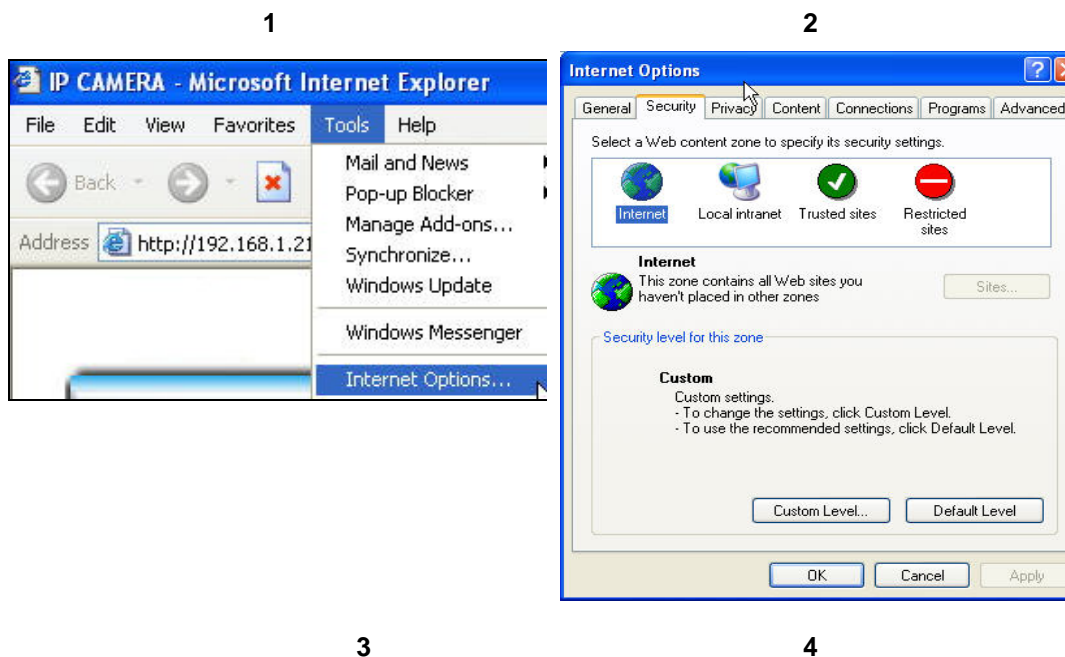 1
2
IP CAMERA - Microsoft Internet Explorer
File Edit View Favorites Tools Help
Back
Address http://192.168.1.21
Mail and News
Pop-up Blocker
Manage Add-ons...
Synchronize...
Windows Update
Windows Messenger
Internet Options...
Internet Options
General Security Privacy Content Connections Programs Advanced
Select a Web content zone to specify its security settings.
Internet Local intranet Trusted sites Restricted
sites
Internet
This zone contains all Web sites you
haven't placed in other zones
Sites...
Security level for this zone
Custom
Custom settings.
- To change the settings, click Custom Level.
- To use the recommended settings, click Default Level.
Custom Level... Default Level
OK Cancel Apply
3
4